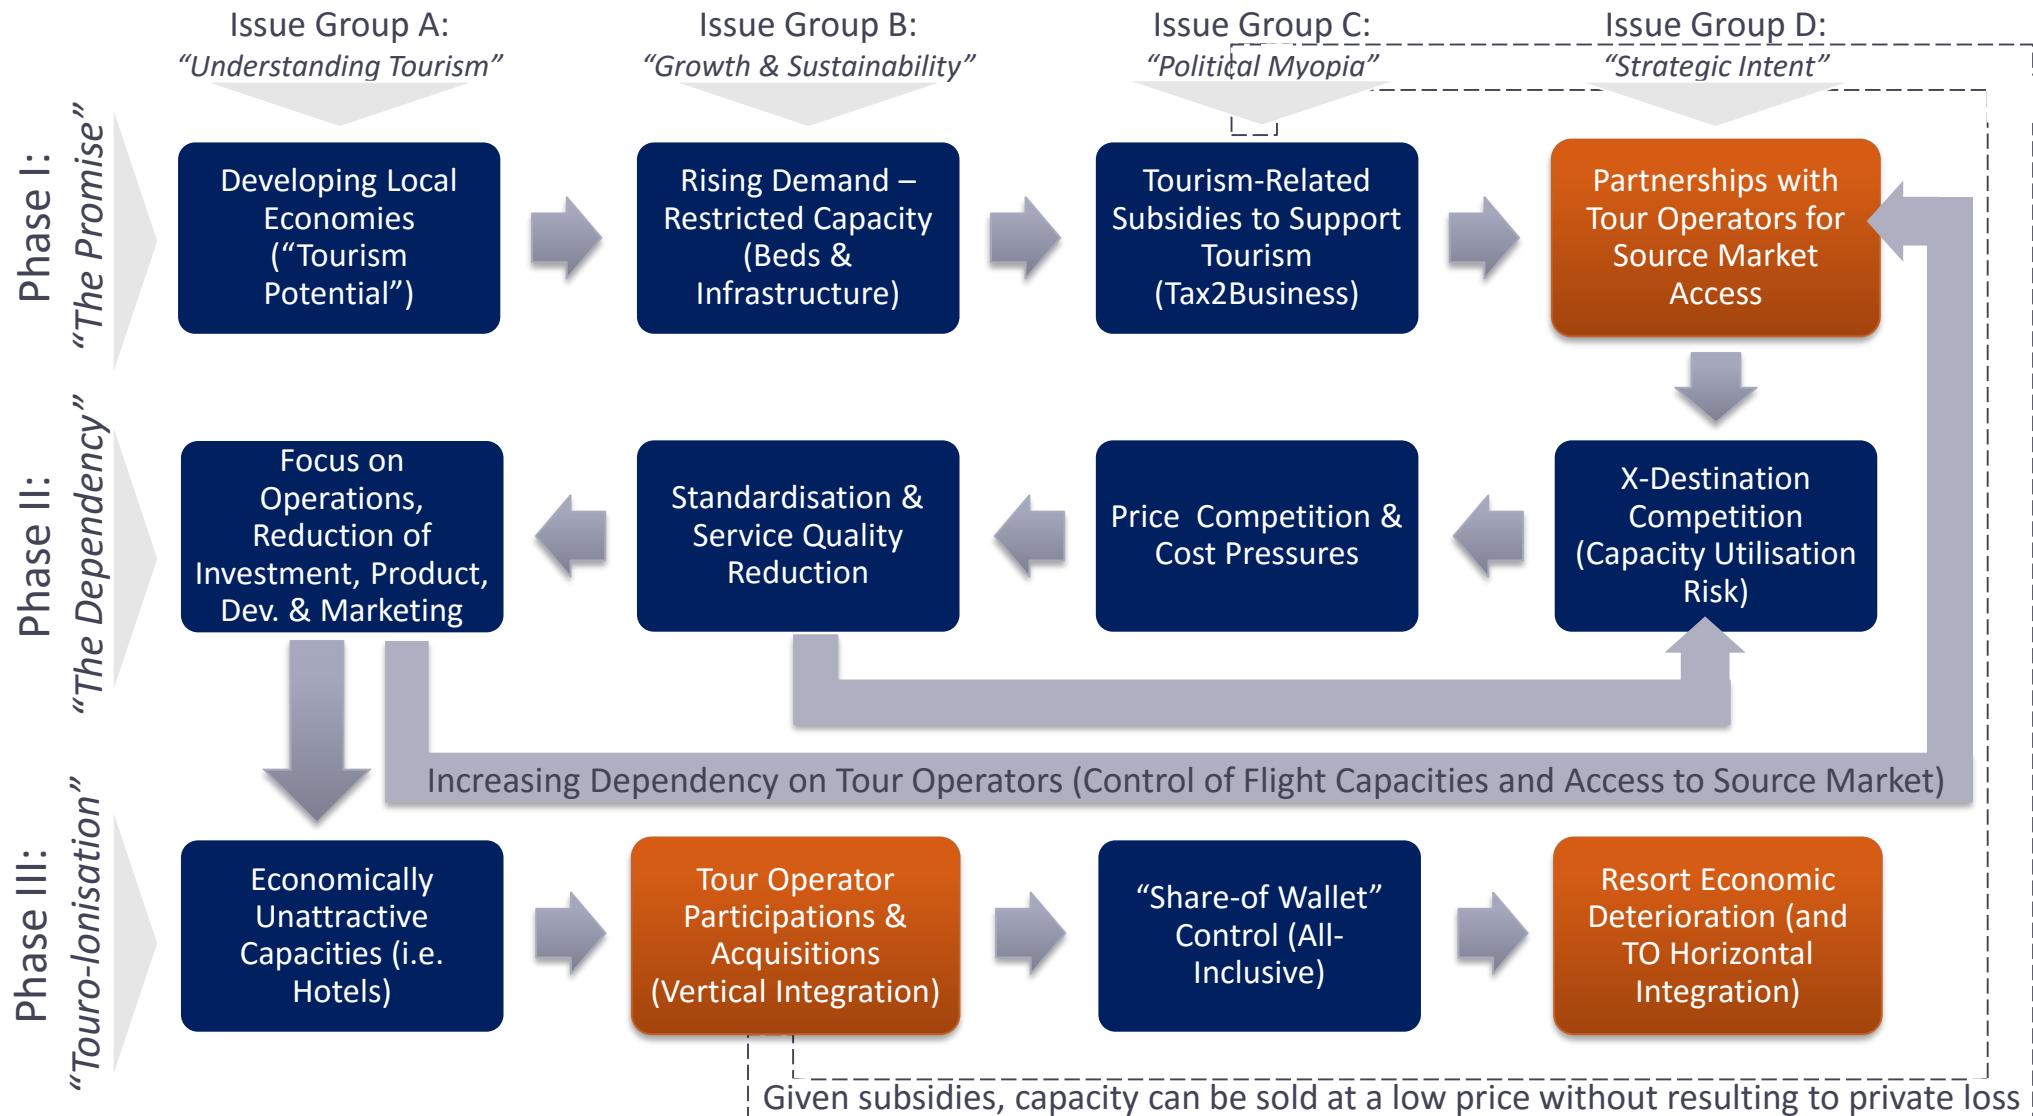 Issue Group A:
“Understanding Tourism”
Issue Group B:
“Growth & Sustainability”
Issue Group C:
“Political Myopia”
Issue Group D:
“Strategic Intent”
Phase I:
“The Promise”
Developing Local
Economies
(“Tourism
Potential”)
Rising Demand –
Restricted Capacity
(Beds &
Infrastructure)
Tourism-Related
Subsidies to Support
Tourism
(Tax2Business)
Partnerships with
Tour Operators for
Source Market
Access
Phase II:
“The Dependency”
Focus on
Operations,
Reduction of
Investment, Product,
Dev. & Marketing
Standardisation &
Service Quality
Reduction
Price Competition &
Cost Pressures
X-Destination
Competition
(Capacity Utilisation
Risk)
Increasing Dependency on Tour Operators (Control of Flight Capacities and Access to Source Market)
Phase III:
“Touro-Ionisation”
Economically
Unattractive
Capacities (i.e.
Hotels)
Tour Operator
Participations &
Acquisitions
(Vertical Integration)
“Share-of Wallet”
Control (All-
Inclusive)
Resort Economic
Deterioration (and
TO Horizontal
Integration)
Given subsidies, capacity can be sold at a low price without resulting to private loss